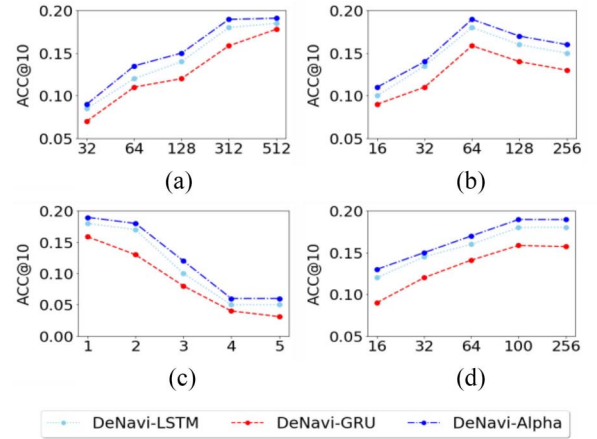 0.20 0.20
ACC@10 0.15 ACC@10 0.15
0.10 0.10
0.05 0.05
32 64 128 312 512 16 32 64 128 256
(a) (b)
0.20 0.20
ACC@10 0.15 ACC@10 0.15
0.10
0.05 0.10
0.00 0.05
1 2 3 4 5 16 32 64 100 256
(c) (d)
DeNavi-LSTM DeNavi-GRU DeNavi-Alpha